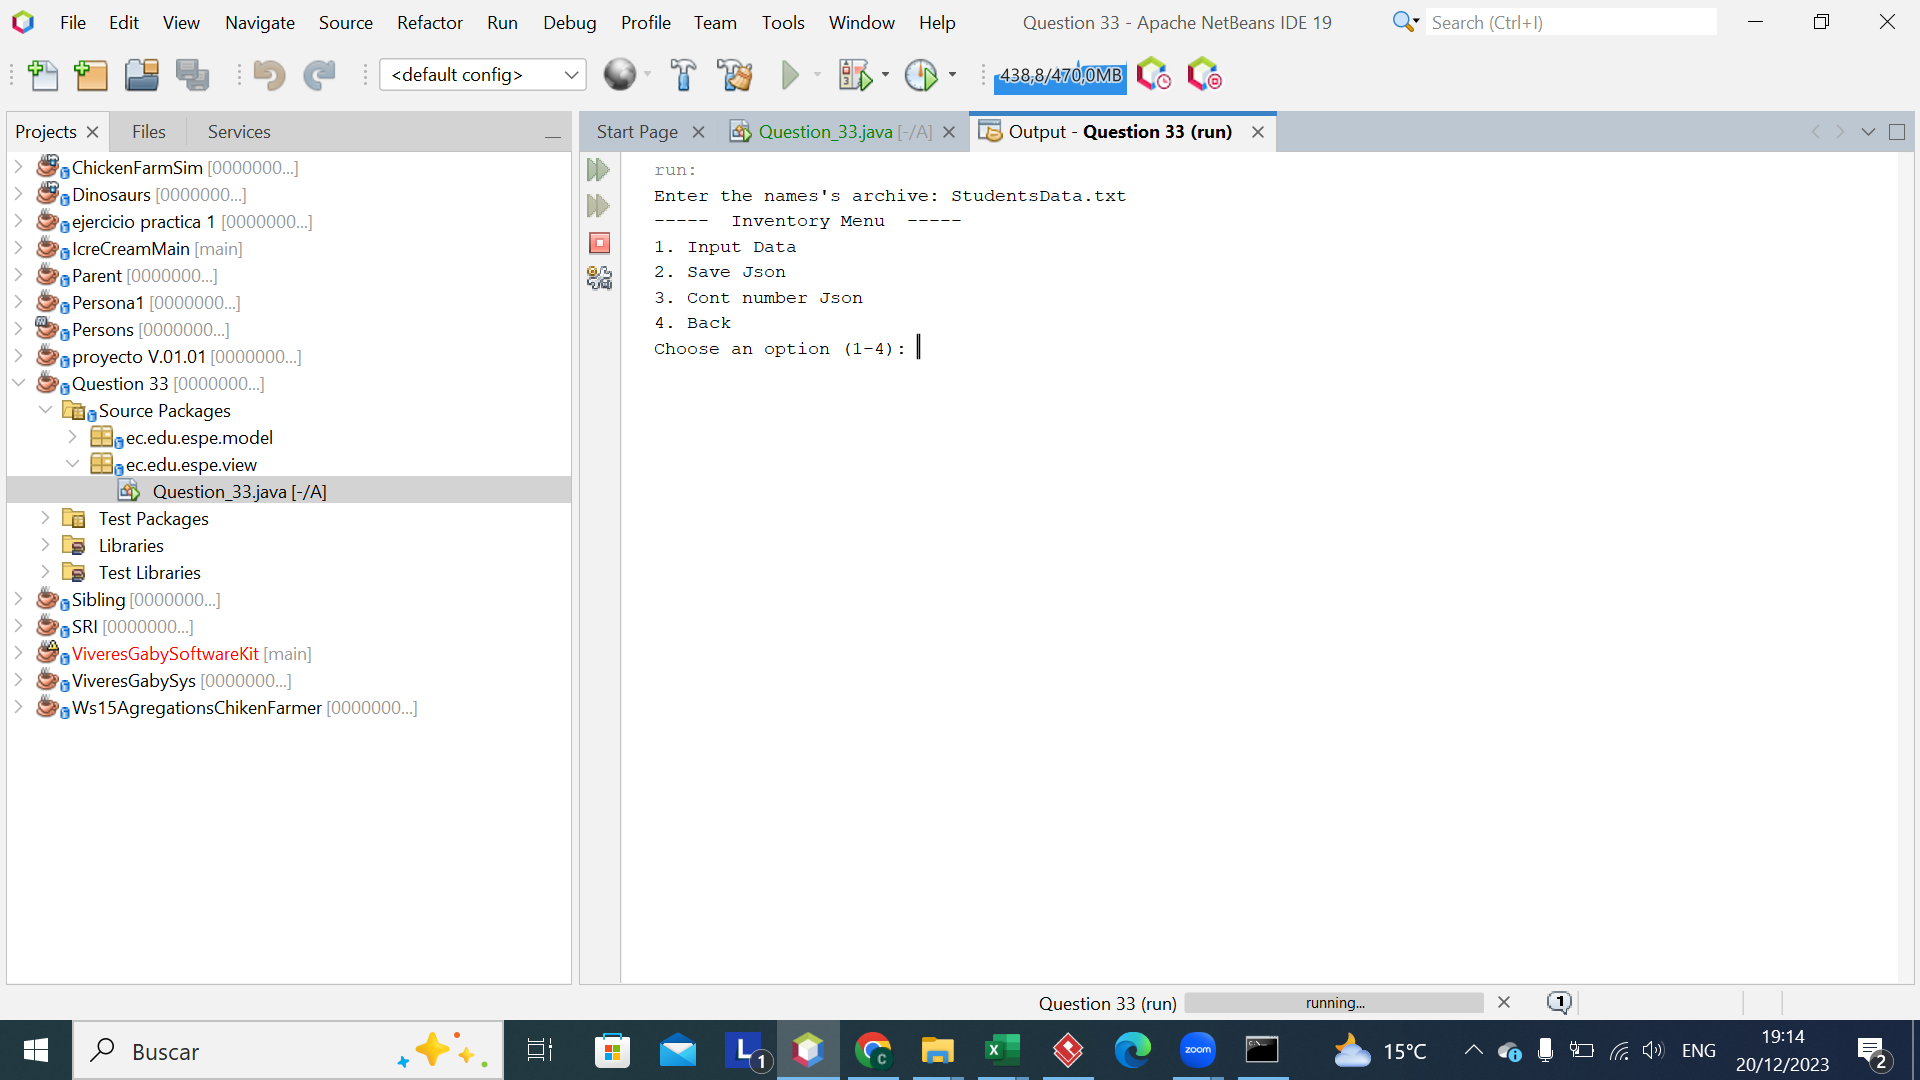 File Edit View Navigate Source Refactor Run Debug Profile Team Tools Window Help
Question 33 - Apache NetBeans IDE 19
Search (Ctrl+I)
<default config>
438,8/470,0MB
Projects Files Services
Start Page Question_33.java [-/A] Output - Question 33 (run)
ChickenFarmSim [0000000...]
Dinosaurs [0000000...]
ejercicio practica 1 [0000000...]
IcreCreamMain [main]
Parent [0000000...]
Persona1 [0000000...]
Persons [0000000...]
proyecto V.01.01 [0000000...]
Question 33 [0000000...]
Source Packages
ec.edu.espe.model
ec.edu.espe.view
Question_33.java [-/A]
Test Packages
Libraries
Test Libraries
Sibling [0000000...]
SRI [0000000...]
ViveresGabySoftwareKit [main]
ViveresGabySys [0000000...]
Ws15AgregationsChikenFarmer [0000000...]
run:
Enter the names's archive: StudentsData.txt
-----  Inventory Menu  -----
1. Input Data
2. Save Json
3. Cont number Json
4. Back
Choose an option (1-4):
Question 33 (run) running... 1
Buscar
L 1
C
zoom
15°C
ENG
19:14
20/12/2023
2